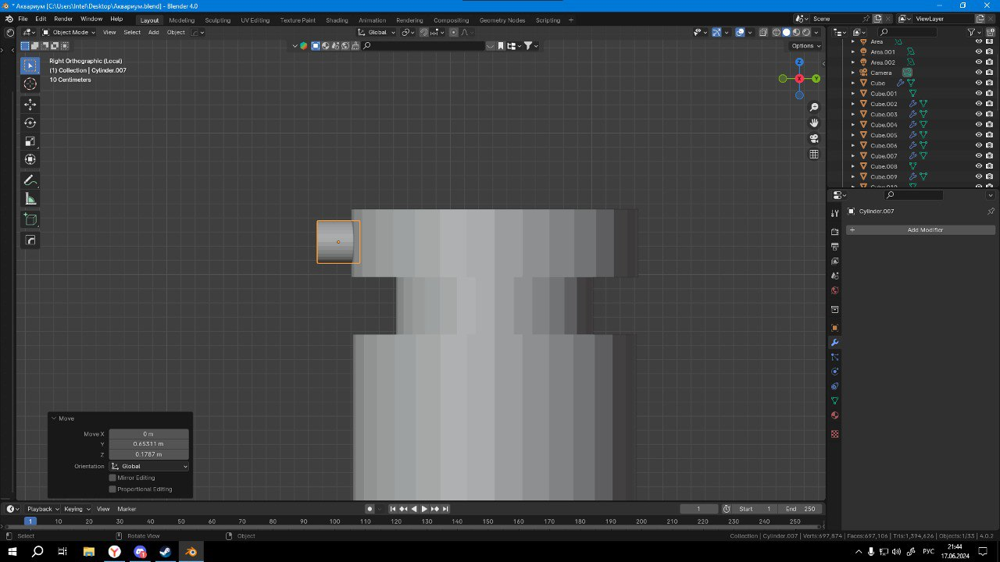 * Аквариум [C:\Users\Intel\Desktop\Аквариум.blend] - Blender 4.0
File Edit Render Window Help Layout Modeling Sculpting UV Editing Texture Paint Shading Animation Rendering Compositing Geometry Nodes Scripting + Scene ViewLayer
Object Mode View Select Add Object Global
Options
Right Orthographic (Local)
(1) Collection | Cylinder.007
10 Centimeters
Z
X
Y
Area
Area.001
Area.002
Camera
Cube
Cube.001
Cube.002
Cube.003
Cube.004
Cube.005
Cube.006
Cube.007
Cube.008
Cube.009
Cube.010
Cylinder.007
+ Add Modifier
Move
Move X 0 m
Y 0.65311 m
Z 0.1787 m
Orientation Global
Mirror Editing
Proportional Editing
Playback Keying View Marker 1 Start 1 End 250
1 10 20 30 40 50 60 70 80 90 100 110 120 130 140 150 160 170 180 190 200 210 220 230 240 250
Select Rotate View Object Collection | Cylinder.007 | Verts:697,874 | Faces:697,106 | Tris:1,394,626 | Objects:1/33 | 4.0.2
РУС
21:44
17.06.2024